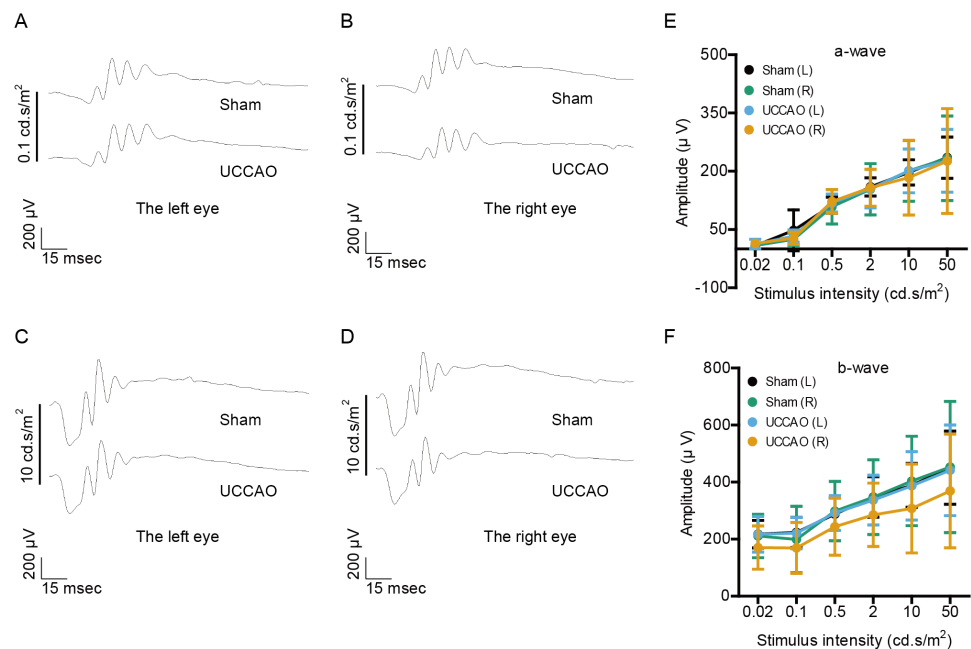 A
0.1 cd.s/m²
Sham
UCCAO
The left eye
200 µV
15 msec
B
0.1 cd.s/m²
Sham
UCCAO
The right eye
200 µV
15 msec
C
10 cd.s/m²
Sham
UCCAO
The left eye
200 µV
15 msec
D
10 cd.s/m²
Sham
UCCAO
The right eye
200 µV
15 msec
E
a-wave
Sham (L)
Sham (R)
UCCAO (L)
UCCAO (R)
Amplitude (µ V)
500
350
200
50
-100
0.02 0.1 0.5 2 10 50
Stimulus intensity (cd.s/m²)
F
b-wave
Sham (L)
Sham (R)
UCCAO (L)
UCCAO (R)
Amplitude (µ V)
800
600
400
200
0
0.02 0.1 0.5 2 10 50
Stimulus intensity (cd.s/m²)